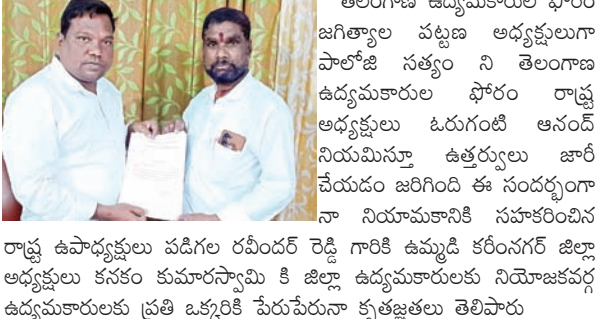 తెలంగాణ ఉద్యమకారుల ఫోరం
జగిత్యాల పట్టణ అధ్యక్షులుగా
పాలోజి సత్యం ని తెలంగాణ
ఉద్యమకారుల ఫోరం రాష్ట్ర
అధ్యక్షులు ఓరుగంటి ఆనంద్
నియమిస్తూ ఉత్తర్వులు జారీ
చేయడం జరిగింది ఈ సందర్భంగా
నా నియామకానికి సహకరించిన
రాష్ట్ర ఉపాధ్యక్షులు పడిగల రవీందర్ రెడ్డి గారికి ఉమ్మడి కరీంనగర్ జిల్లా
అధ్యక్షులు కనకం కుమారస్వామి కి జిల్లా ఉద్యమకారులకు నియోజకవర్గ
ఉద్యమకారులకు ప్రతి ఒక్కరికి పేరుపేరునా కృతజ్ఞతలు తెలిపారు